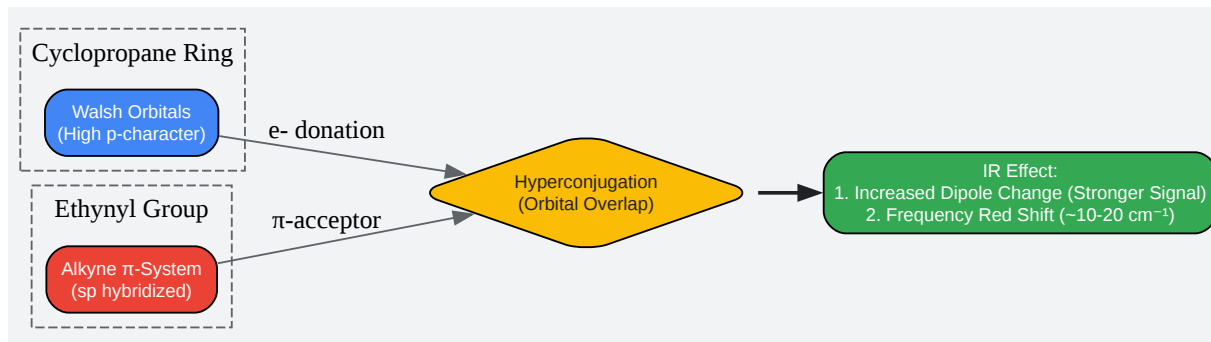 Cyclopropane Ring
Walsh Orbitals
(High p-character)
e- donation
Ethynyl Group
π-acceptor
Alkyne π-System
(sp hybridized)
Hyperconjugation
(Orbital Overlap)
IR Effect:
1. Increased Dipole Change (Stronger Signal)
2. Frequency Red Shift (~10-20 cm⁻¹)